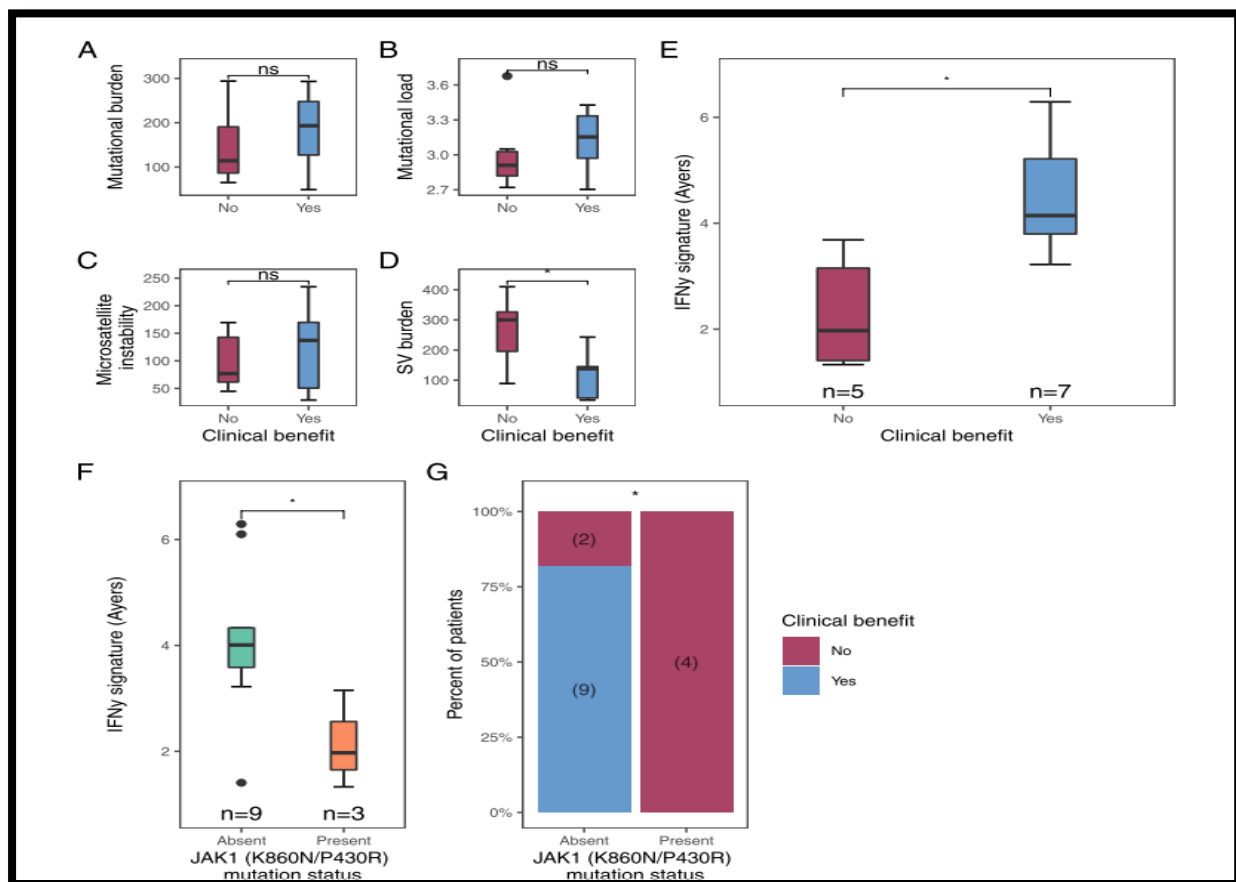 A
Mutational burden
300
200
100
ns
No
Yes
B
Mutational load
3.6
3.3
3.0
2.7
ns
No
Yes
C
Microsatellite
instability
250
200
150
100
50
ns
No
Yes
Clinical benefit
D
SV burden
400
300
200
100
*
No
Yes
Clinical benefit
E
IFNy signature (Ayers)
6
4
2
*
n=5
n=7
No
Yes
Clinical benefit
F
IFNy signature (Ayers)
6
4
2
*
n=9
n=3
Absent
Present
JAK1 (K860N/P430R)
mutation status
G
Percent of patients
100%
75%
50%
25%
0%
*
(2)
(9)
(4)
Absent
Present
JAK1 (K860N/P430R)
mutation status
Clinical benefit
No
Yes